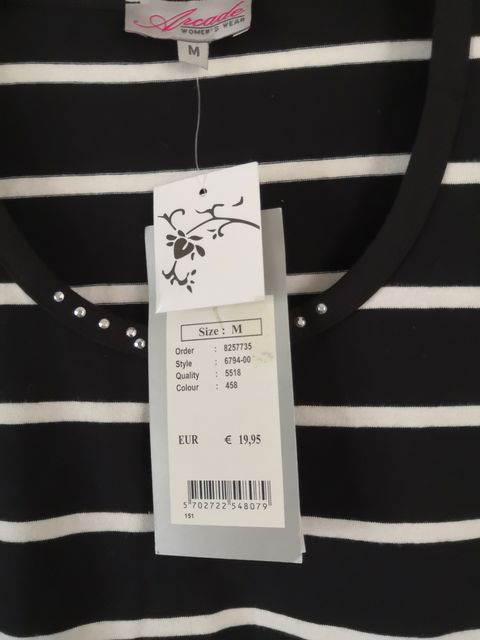 Arcade
WOMEN'S WEAR
M
Size : M
Order : 8257735
Style : 6794-00
Quality : 5518
Colour : 458
EUR € 19,95
5 702722 548079
151